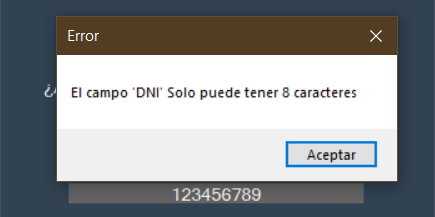 Error
El campo 'DNI' Solo puede tener 8 caracteres
Aceptar
123456789